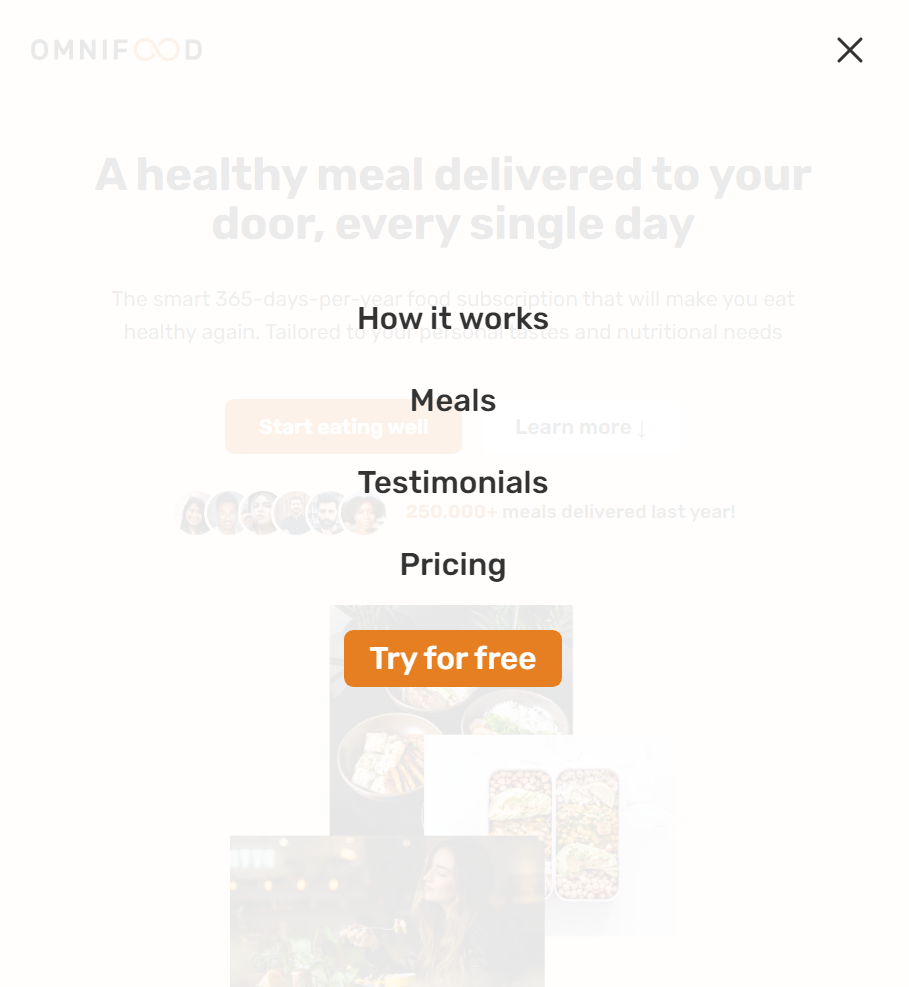 OMNIFOOD
A healthy meal delivered to your
door, every single day
The smart 365-days-per-year food subscription that will make you eat
healthy again. Tailored to your personal tastes and nutritional needs
How it works
Meals
Start eating well
Learn more ↓
Testimonials
250,000+ meals delivered last year!
Pricing
Try for free